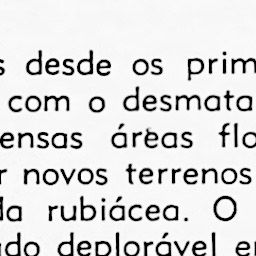 s desde os prim
com o desmata
ensas áreas flo
r novos terrenos
da rubiácea. O
ado deplorável e